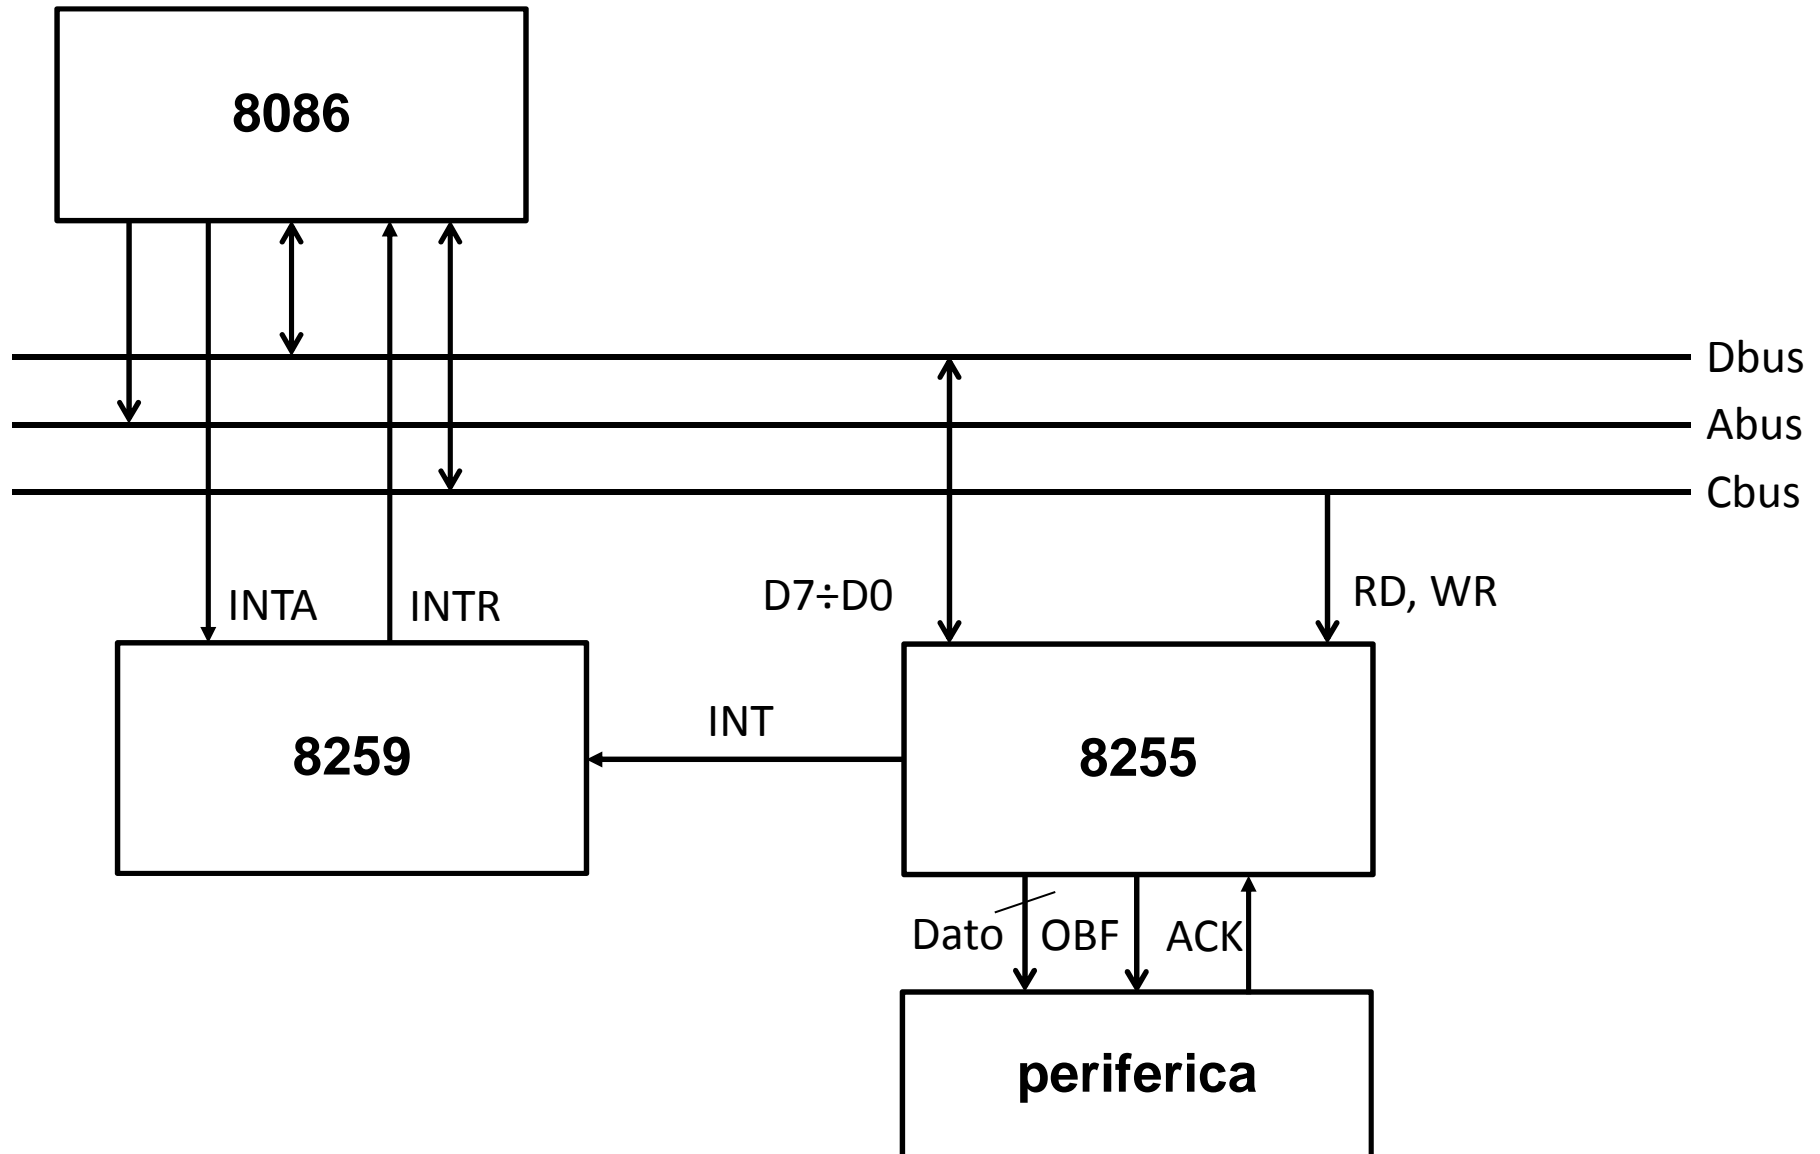 8086
Dbus
Abus
Cbus
INTA
INTR
D7÷D0
RD, WR
INT
8259
8255
Dato
OBF
ACK
periferica